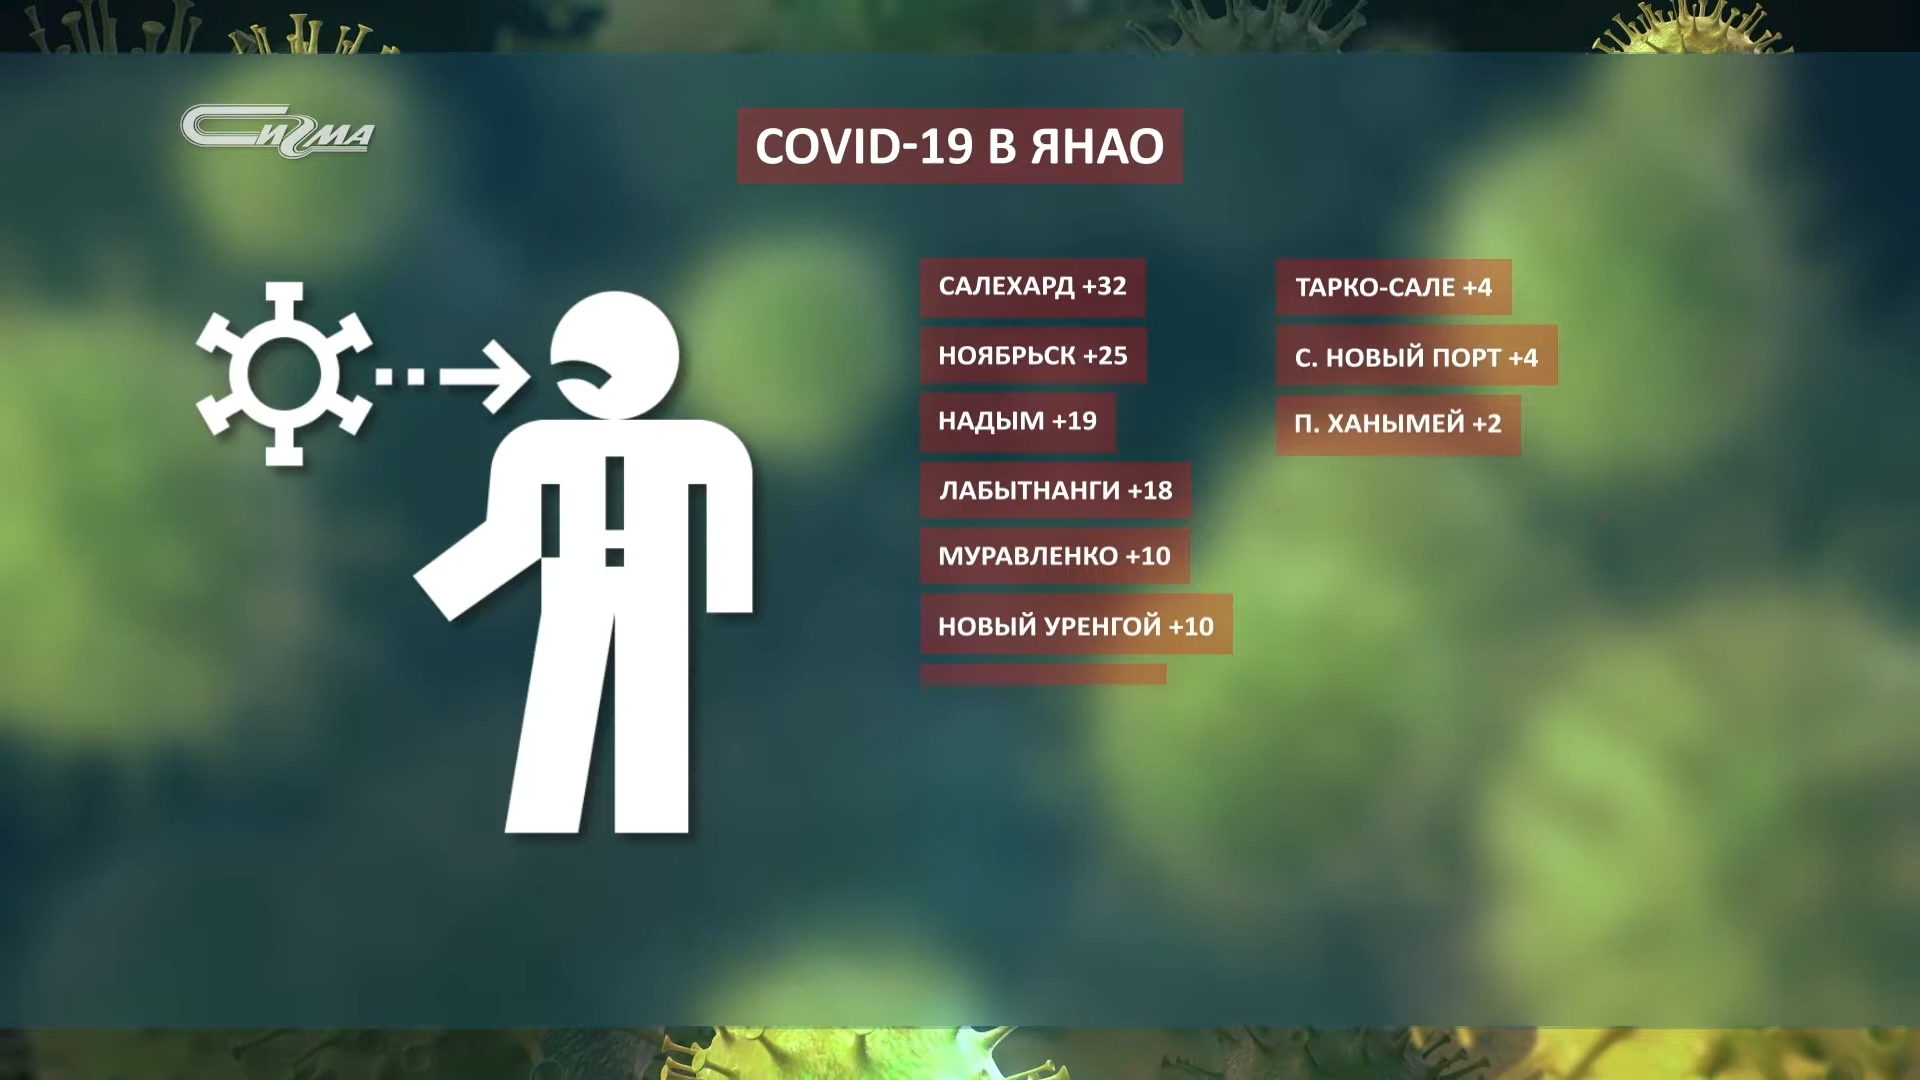 СИГМА
COVID-19 В ЯНАО
САЛЕХАРД +32
НОЯБРЬСК +25
НАДЫМ +19
ЛАБЫТНАНГИ +18
МУРАВЛЕНКО +10
НОВЫЙ УРЕНГОЙ +10
ТАРКО-САЛЕ +4
С. НОВЫЙ ПОРТ +4
П. ХАНЫМЕЙ +2